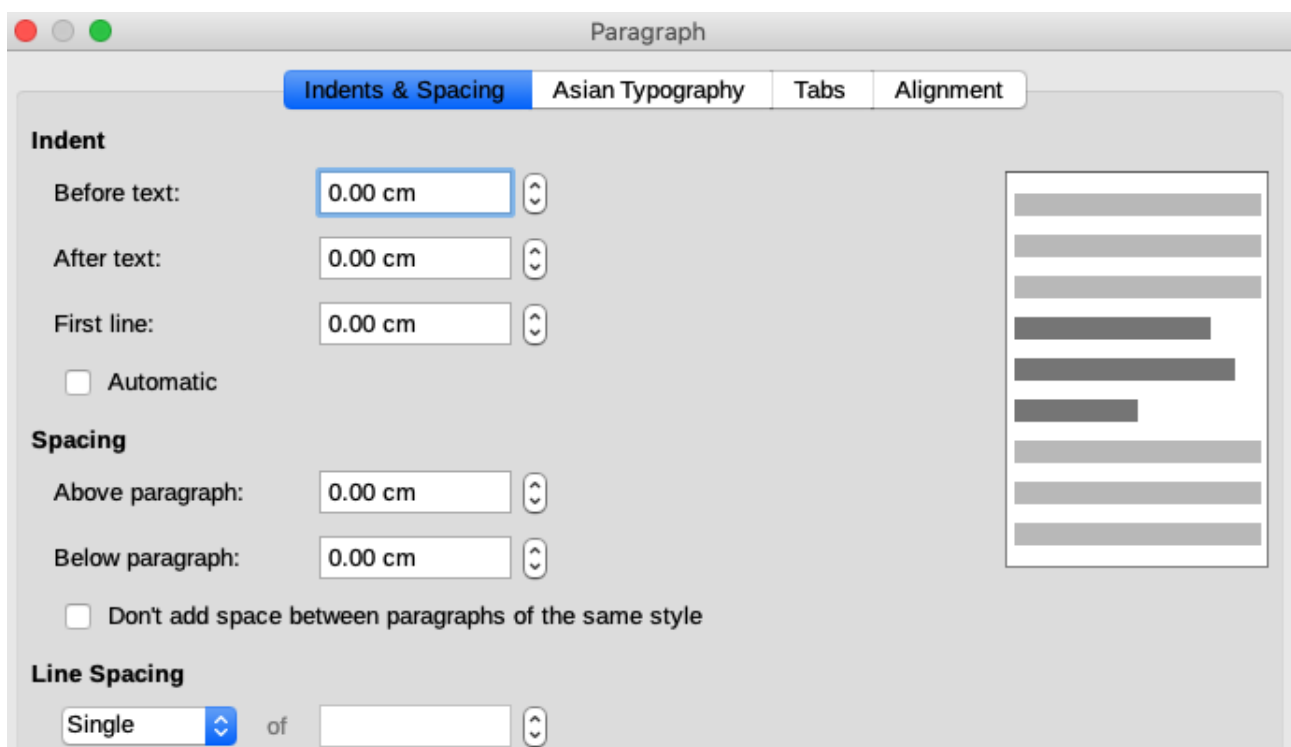 Paragraph
Indents & Spacing Asian Typography Tabs Alignment
Indent
Before text: 0.00 cm
After text: 0.00 cm
First line: 0.00 cm
Automatic
Spacing
Above paragraph: 0.00 cm
Below paragraph: 0.00 cm
Don't add space between paragraphs of the same style
Line Spacing
Single of